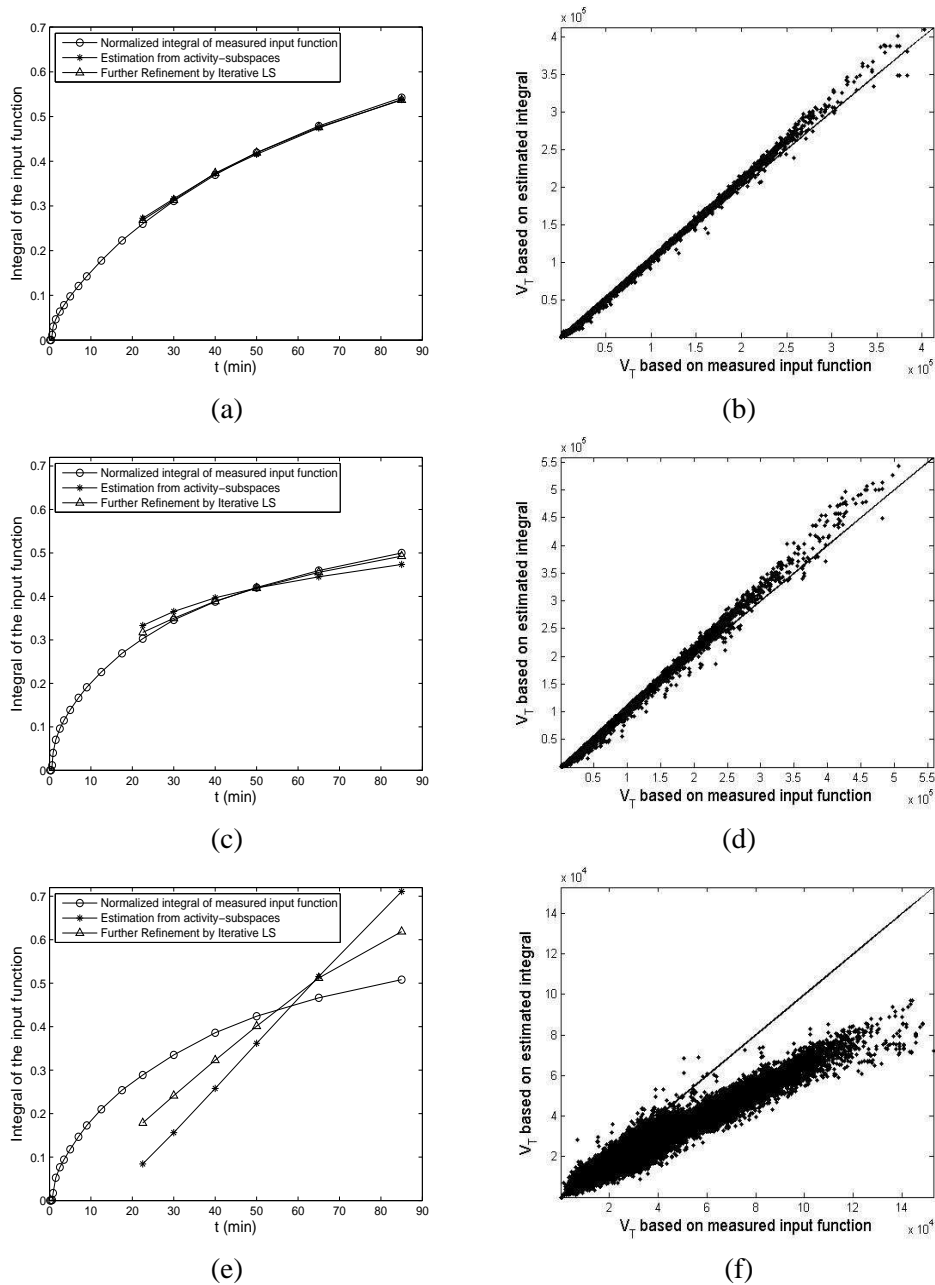 0.7
0.6
0.5
0.4
0.3
0.2
0.1
0
Integral of the input function
Normalized integral of measured input function
Estimation from activity−subspaces
Further Refinement by Iterative LS
0 10 20 30 40 50 60 70 80 90
t (min)
(a)
x 10^5
4
3.5
3
2.5
2
1.5
1
0.5
V_T based on estimated integral
0.5 1 1.5 2 2.5 3 3.5 4
x 10^5
V_T based on measured input function
(b)
0.7
0.6
0.5
0.4
0.3
0.2
0.1
0
Integral of the input function
Normalized integral of measured input function
Estimation from activity−subspaces
Further Refinement by Iterative LS
0 10 20 30 40 50 60 70 80 90
t (min)
(c)
x 10^5
5.5
5
4.5
4
3.5
3
2.5
2
1.5
1
0.5
V_T based on estimated integral
0.5 1 1.5 2 2.5 3 3.5 4 4.5 5 5.5
x 10^5
V_T based on measured input function
(d)
0.7
0.6
0.5
0.4
0.3
0.2
0.1
0
Integral of the input function
Normalized integral of measured input function
Estimation from activity−subspaces
Further Refinement by Iterative LS
0 10 20 30 40 50 60 70 80 90
t (min)
(e)
x 10^4
14
12
10
8
6
4
2
V_T based on estimated integral
2 4 6 8 10 12 14
x 10^4
V_T based on measured input function
(f)